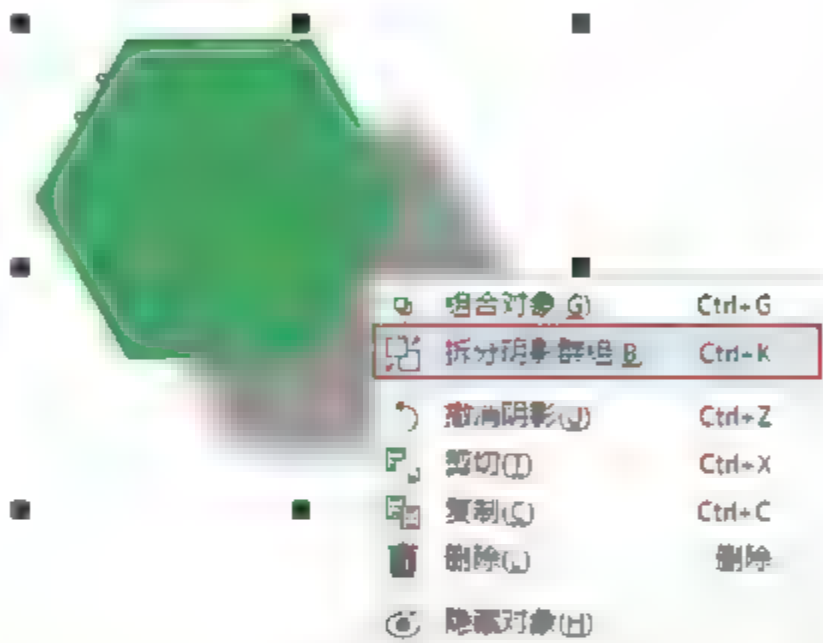 组合对象(G) Ctrl+G
拆分阴影群组(B) Ctrl+K
撤消阴影(U) Ctrl+Z
剪切(T) Ctrl+X
复制(C) Ctrl+C
删除(L) 删除
隐藏对象(H)